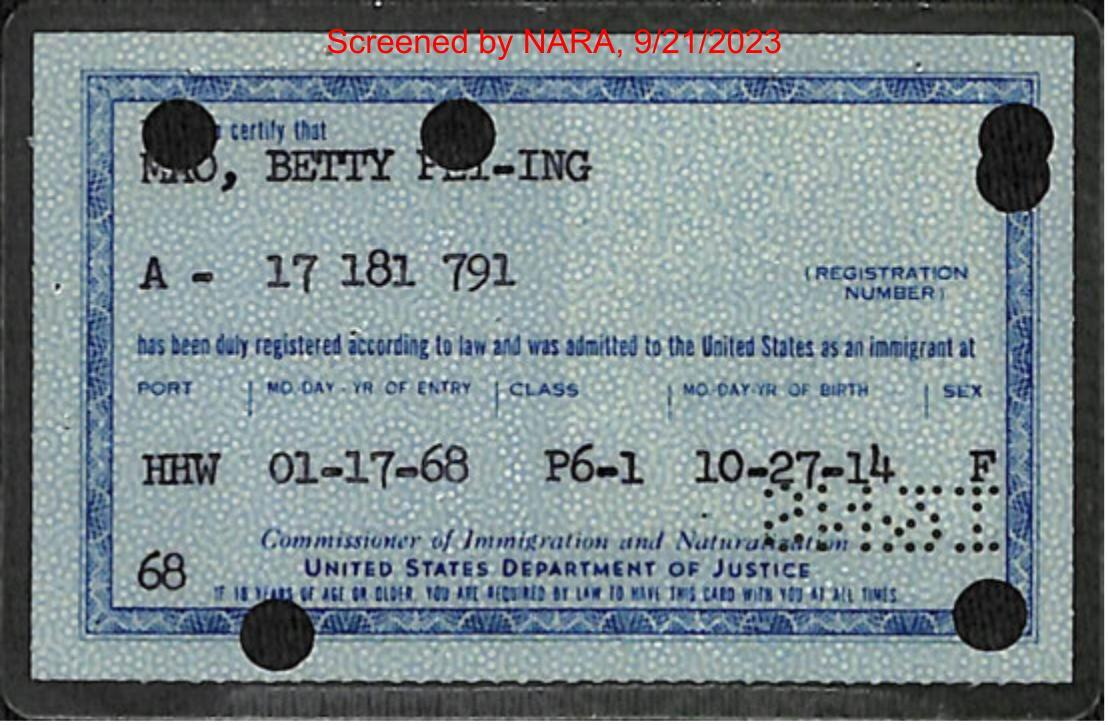 Screened by NARA, 9/21/2023
certify that
MAO, BETTY PEI-ING
A - 17 181 791
(REGISTRATION NUMBER)
has been duly registered according to law and was admitted to the United States as an immigrant at
PORT MO-DAY-YR OF ENTRY CLASS MO-DAY-YR OF BIRTH SEX
HHW 01-17-68 P6-1 10-27-14 F
Commissioner of Immigration and Naturalization
68 UNITED STATES DEPARTMENT OF JUSTICE
IF 18 YEARS OF AGE OR OLDER, YOU ARE REQUIRED BY LAW TO HAVE THIS CARD WITH YOU AT ALL TIMES.